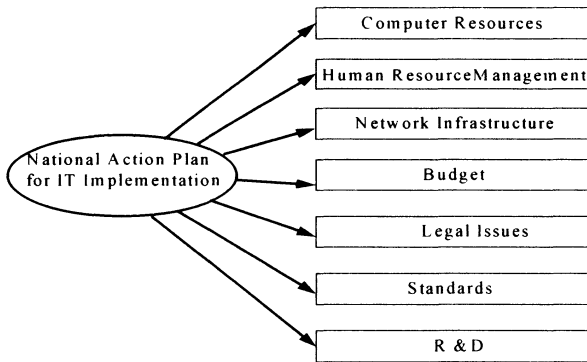 Computer Resources
Human ResourceManagement
Network Infrastructure
National Action Plan
for IT Implementation
Budget
Legal Issues
Standards
R & D